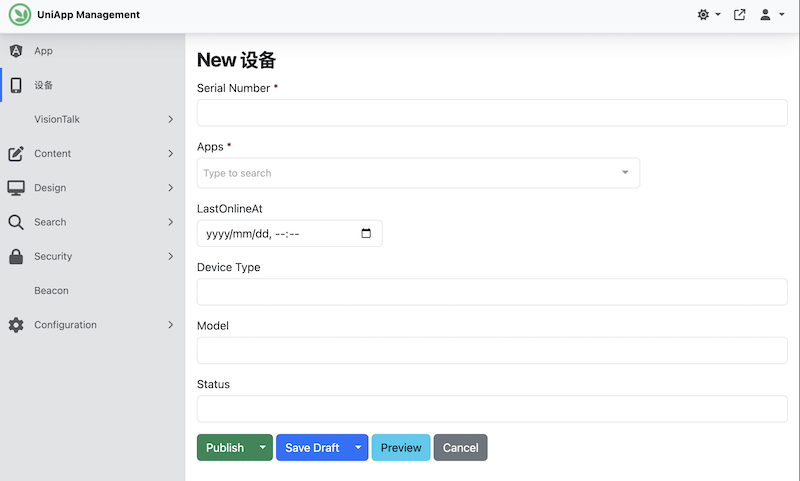 UniApp Management
App
设备
VisionTalk
Content
Design
Search
Security
Beacon
Configuration
New 设备
Serial Number *
Apps *
Type to search
LastOnlineAt
yyyy/mm/dd, --:--
Device Type
Model
Status
Publish
Save Draft
Preview
Cancel